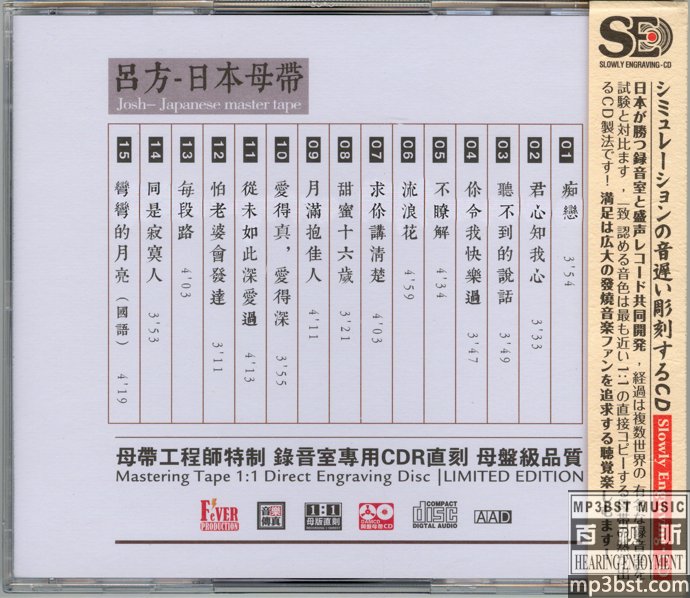 呂方-日本母帶
Josh– Japanese master tape
01 痴戀 3'54
02 君心知我心 3'33
03 聽不到的說話 3'49
04 你令我快樂過 3'47
05 不瞭解 4'34
06 流浪花 4'59
07 求你講清楚 4'03
08 甜蜜十六歲 3'21
09 月滿抱佳人 4'11
10 愛得真，愛得深 3'55
11 從未如此深愛過 4'13
12 怕老婆會發達 3'11
13 每段路 4'03
14 同是寂寞人 3'53
15 彎彎的月亮（國語） 4'19
母帶工程師特制 錄音室專用CDR直刻 母盤級品質
Mastering Tape 1:1 Direct Engraving Disc |LIMITED EDITION
FEVER
PRODUCTION
音樂
傳真
1:1
母版直刻
DAMCD
同盤母帶CD
COMPACT
disc
DIGITAL AUDIO
AAD
SE
SLOWLY ENGRAVING-CD
シミュレーションの音遅い彫刻するCD
Slowly En
日本が勝つ録音室と盛声レコード共同開発，経過は複数世界の
試験と対比ます，一致 認める音色は最も近い 1:1 の直接コピーする
るCD製法です! 満足は広大の發燒音楽ファンを追求する聴覚楽
MP3BST MUSIC
百视听
HEARING ENJOYMENT
mp3bst.com